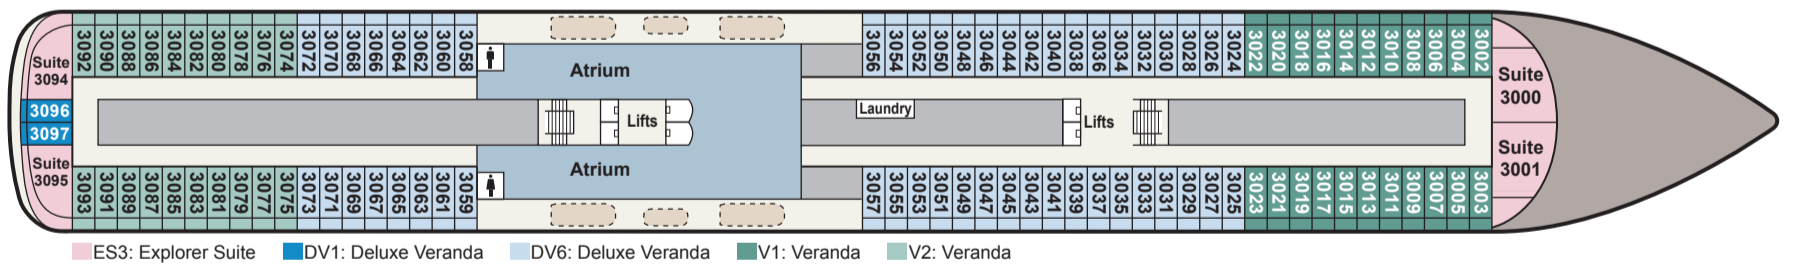 3092 3090 3088 3086 3084 3082 3080 3078 3076 3074 3072 3070 3068 3066 3064 3062 3060 3058
3056 3054 3052 3050 3048 3046 3044 3042 3040 3038 3036 3034 3032 3030 3028 3026 3024 3022 3020 3018 3016 3014 3012 3010 3008 3006 3004 3002
Suite
3094
Atrium
Suite
3000
3096
3097
Lifts
Laundry
Lifts
Suite
3001
Suite
3095
Atrium
3093 3091 3089 3087 3085 3083 3081 3079 3077 3075 3073 3071 3069 3067 3065 3063 3061 3059
3057 3055 3053 3051 3049 3047 3045 3043 3041 3039 3037 3035 3033 3031 3029 3027 3025 3023 3021 3019 3017 3015 3013 3011 3009 3007 3005 3003
ES3: Explorer Suite DV1: Deluxe Veranda DV6: Deluxe Veranda V1: Veranda V2: Veranda